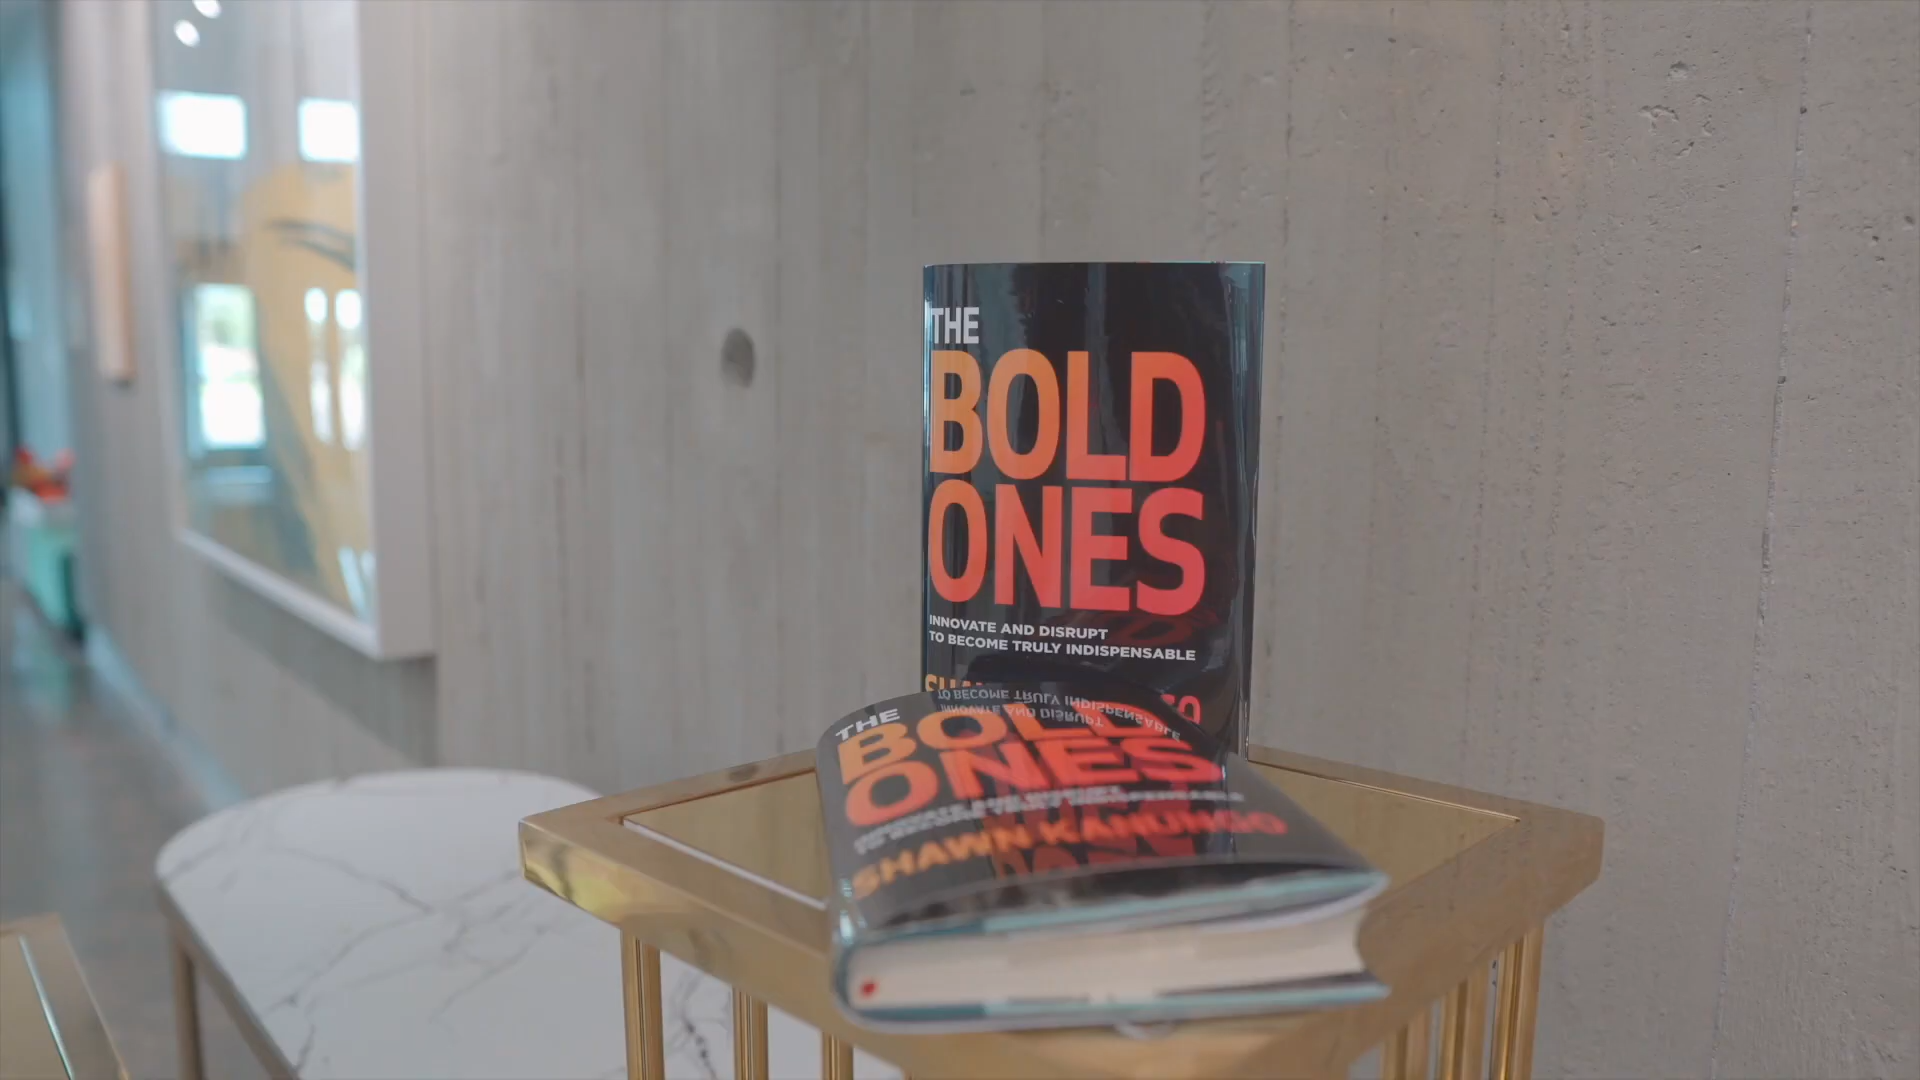 THE
BOLD
ONES
INNOVATE AND DISRUPT
TO BECOME TRULY INDISPENSABLE
THE
BOLD
ONES
SHAWN KANUNGO